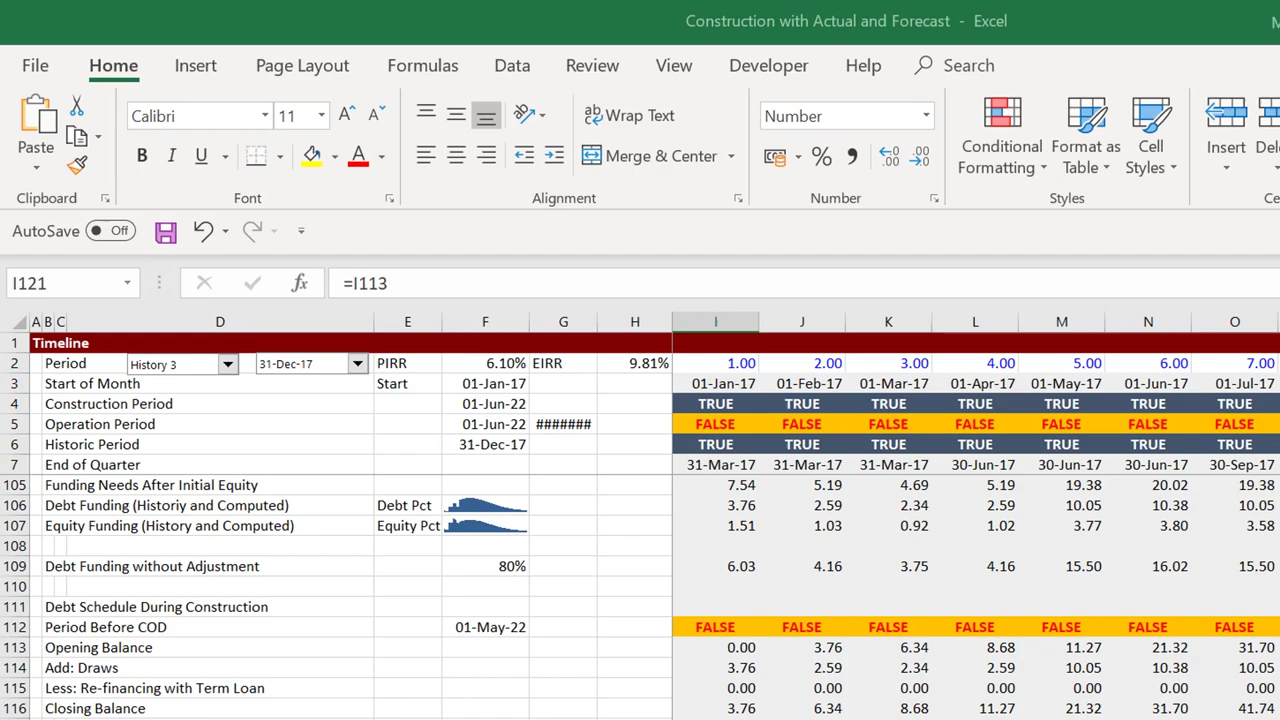 Construction with Actual and Forecast - Excel M
File Home Insert Page Layout Formulas Data Review View Developer Help Search
Calibri 11 Wrap Text Number
Paste B I U A Merge & Center % Conditional Formatting Format as Table Cell Styles Insert
Clipboard Font Alignment Number Styles Ce
AutoSave Off
I121 fx =I113
A B C D E F G H I J K L M N O
1 Timeline
2 Period History 3 31-Dec-17 PIRR 6.10% EIRR 9.81% 1.00 2.00 3.00 4.00 5.00 6.00 7.00
3 Start of Month Start 01-Jan-17 01-Jan-17 01-Feb-17 01-Mar-17 01-Apr-17 01-May-17 01-Jun-17 01-Jul-17
4 Construction Period 01-Jun-22 TRUE TRUE TRUE TRUE TRUE TRUE TRUE
5 Operation Period 01-Jun-22 ####### FALSE FALSE FALSE FALSE FALSE FALSE FALSE
6 Historic Period 31-Dec-17 TRUE TRUE TRUE TRUE TRUE TRUE TRUE
7 End of Quarter 31-Mar-17 31-Mar-17 31-Mar-17 30-Jun-17 30-Jun-17 30-Jun-17 30-Sep-17
105 Funding Needs After Initial Equity 7.54 5.19 4.69 5.19 19.38 20.02 19.38
106 Debt Funding (Historiy and Computed) Debt Pct 3.76 2.59 2.34 2.59 10.05 10.38 10.05
107 Equity Funding (History and Computed) Equity Pct 1.51 1.03 0.92 1.02 3.77 3.80 3.58
108
109 Debt Funding without Adjustment 80% 6.03 4.16 3.75 4.16 15.50 16.02 15.50
110
111 Debt Schedule During Construction
112 Period Before COD 01-May-22 FALSE FALSE FALSE FALSE FALSE FALSE FALSE
113 Opening Balance 0.00 3.76 6.34 8.68 11.27 21.32 31.70
114 Add: Draws 3.76 2.59 2.34 2.59 10.05 10.38 10.05
115 Less: Re-financing with Term Loan 0.00 0.00 0.00 0.00 0.00 0.00 0.00
116 Closing Balance 3.76 6.34 8.68 11.27 21.32 31.70 41.74